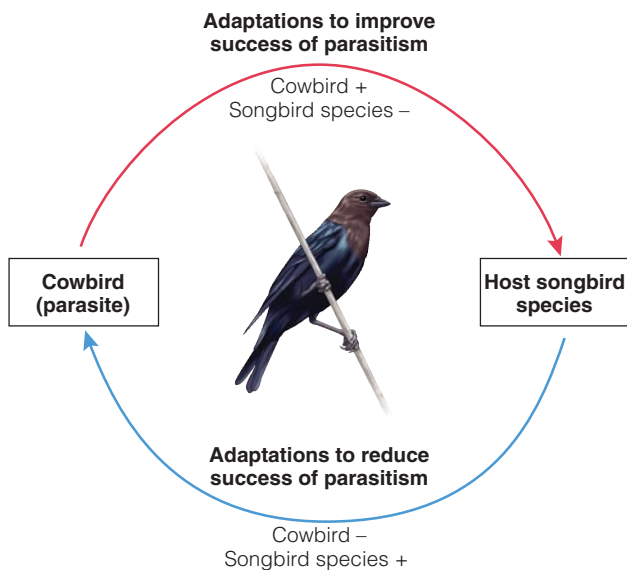 Adaptations to improve
success of parasitism
Cowbird +
Songbird species –
Cowbird
(parasite)
Host songbird
species
Adaptations to reduce
success of parasitism
Cowbird –
Songbird species +